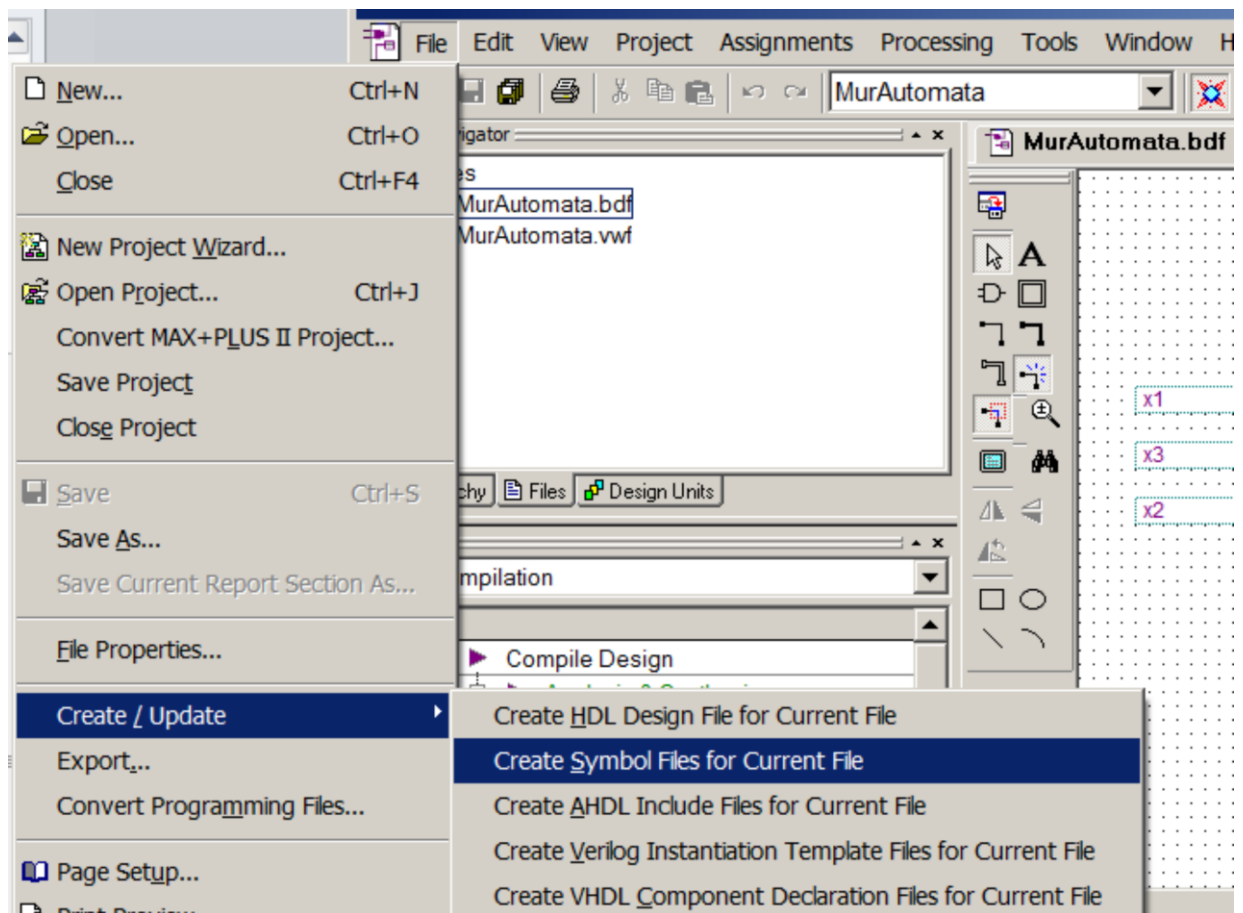 File Edit View Project Assignments Processing Tools Window H
New... Ctrl+N
MurAutomata
Open... Ctrl+O
igator
MurAutomata.bdf
Close Ctrl+F4
es
MurAutomata.bdf
MurAutomata.vwf
New Project Wizard...
Open Project... Ctrl+J
Convert MAX+PLUS II Project...
Save Project
Close Project
x1
x3
x2
Save Ctrl+S
chy Files Design Units
Save As...
Save Current Report Section As...
mpilation
File Properties...
Compile Design
Create / Update
Create HDL Design File for Current File
Export...
Create Symbol Files for Current File
Convert Programming Files...
Create AHDL Include Files for Current File
Create Verilog Instantiation Template Files for Current File
Page Setup...
Create VHDL Component Declaration Files for Current File